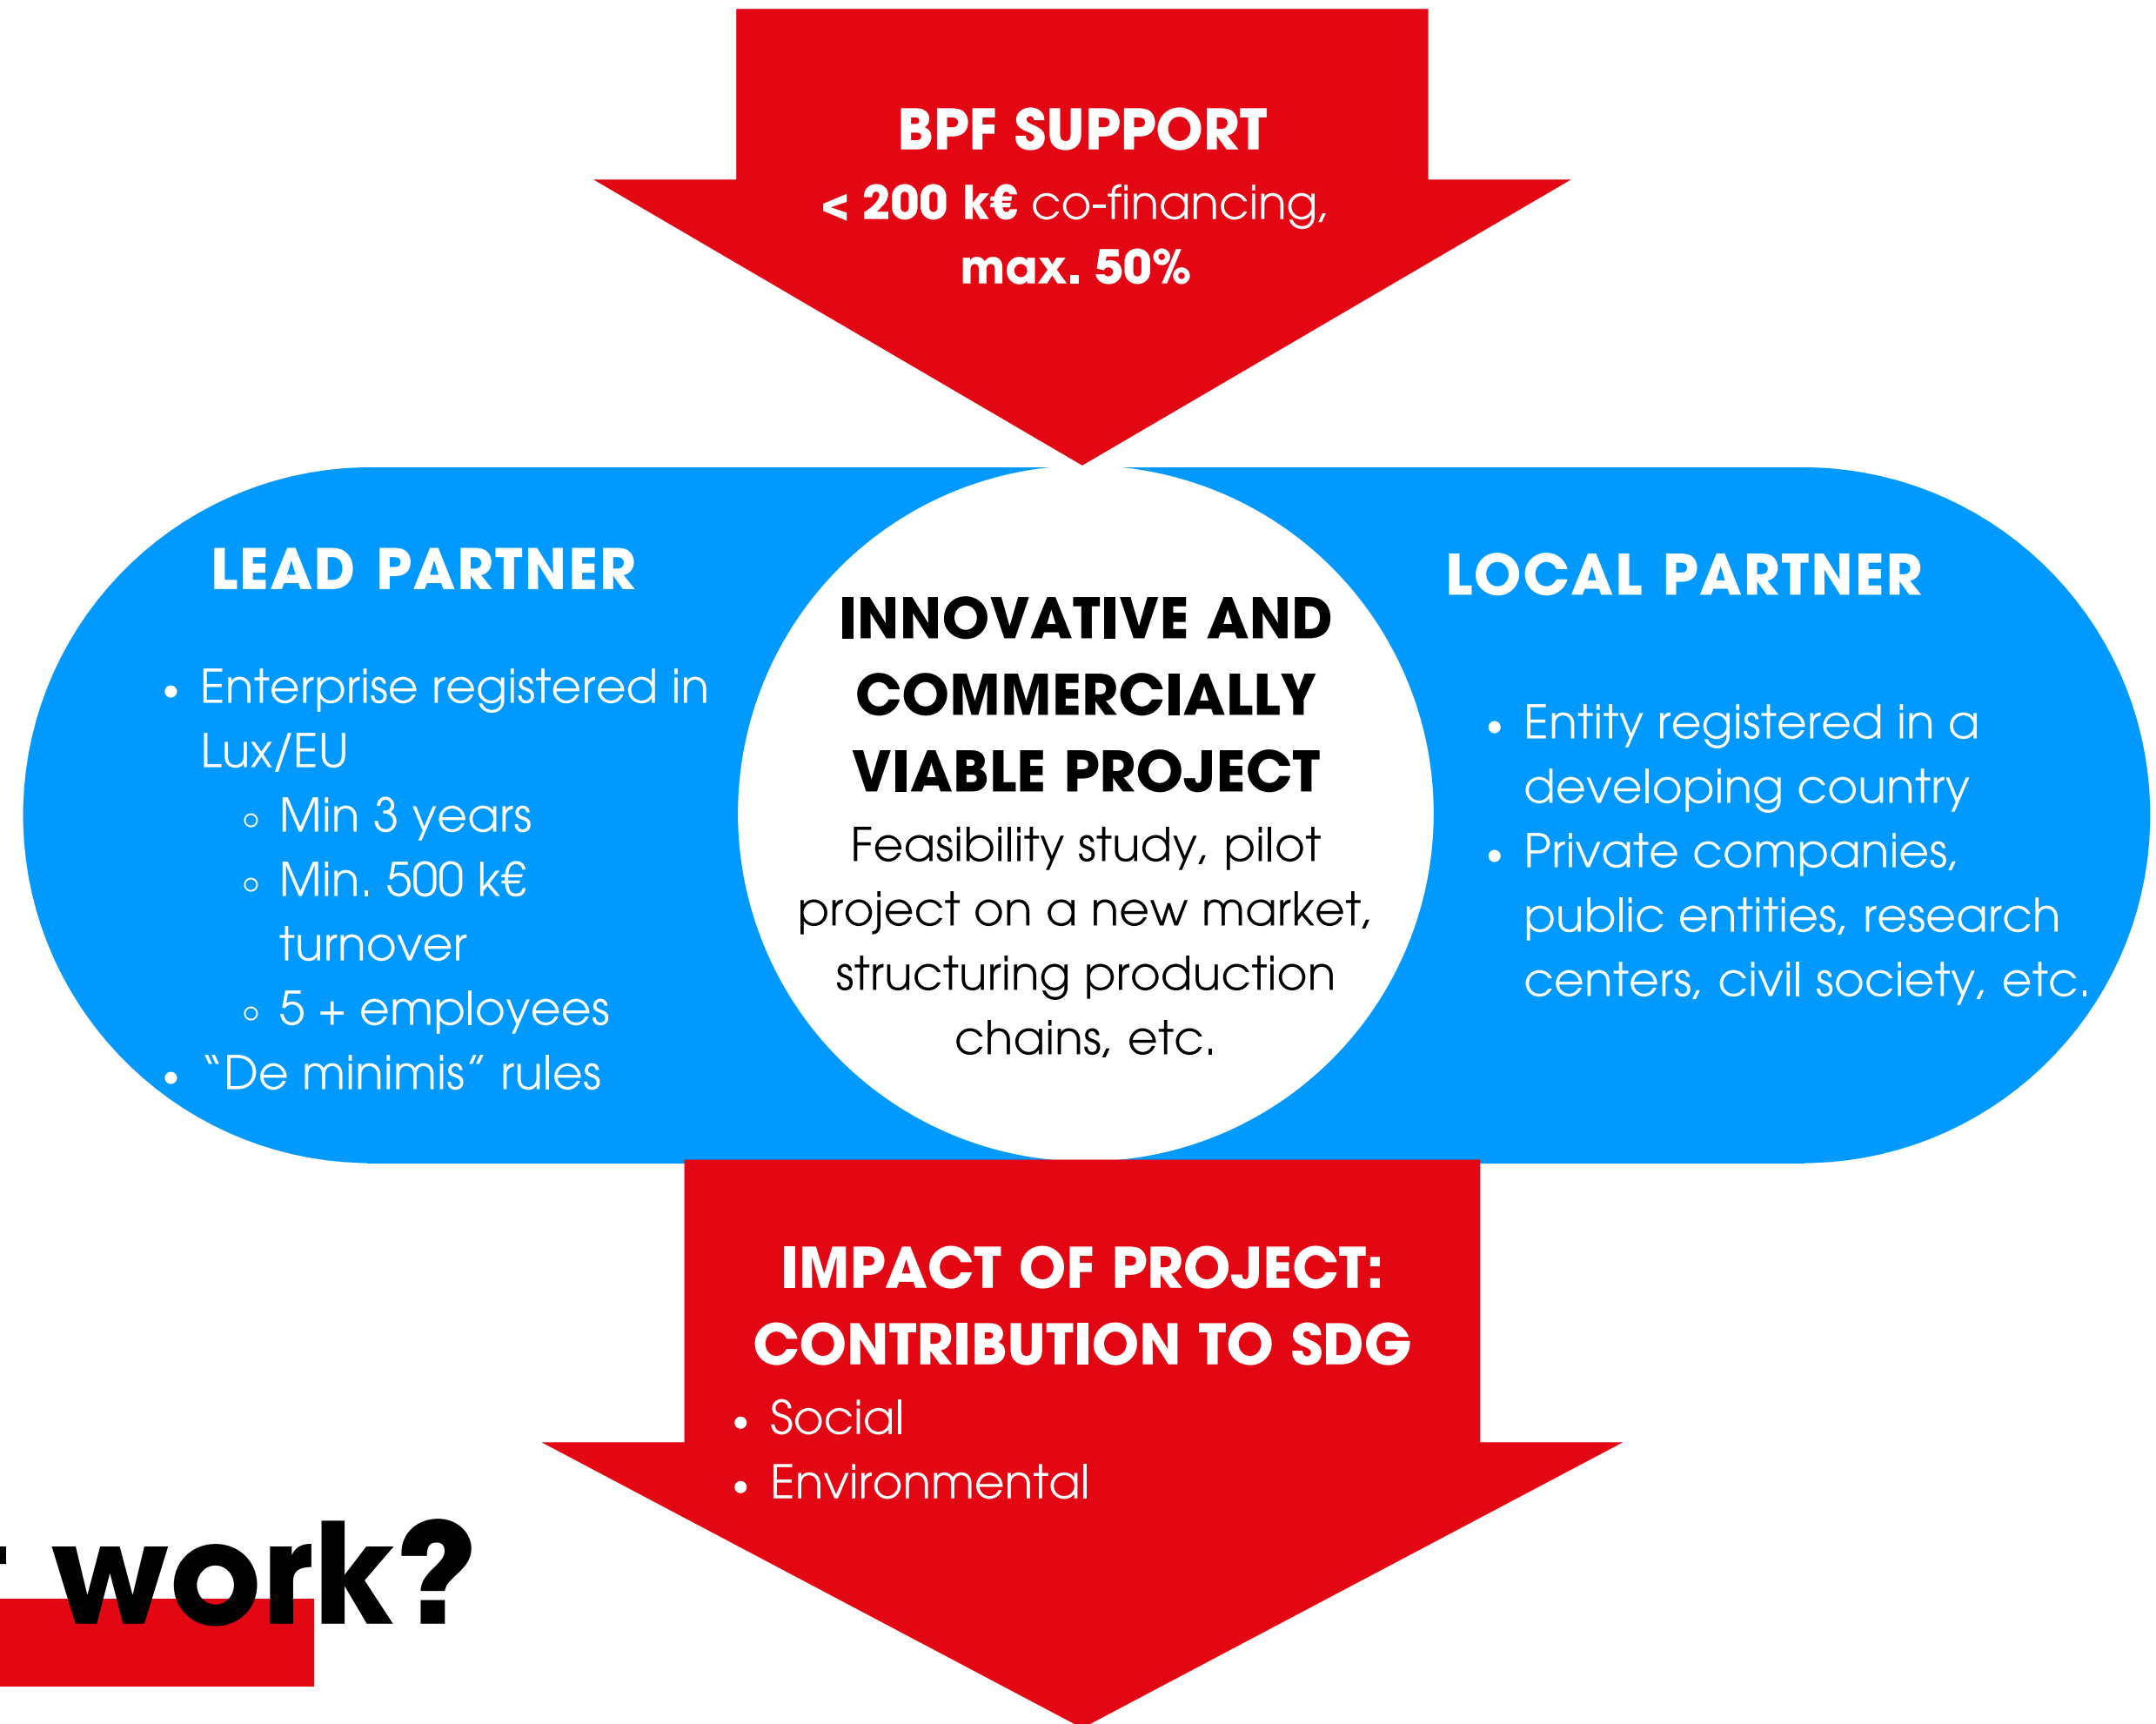 BPF SUPPORT
< 200 k€ co-financing,
max. 50%
LEAD PARTNER
• Enterprise registered in
Lux/EU
◦ Min 3 years
◦ Min. 500 k€
turnover
◦ 5 + employees
• “De minimis” rules
INNOVATIVE AND
COMMERCIALLY
VIABLE PROJECT
Feasibility study, pilot
project on a new market,
structuring production
chains, etc.
LOCAL PARTNER
• Entity registered in a
developing country
• Private companies,
public entities, research
centers, civil society, etc.
IMPACT OF PROJECT:
CONTRIBUTION TO SDG
• Social
• Environmental
work?